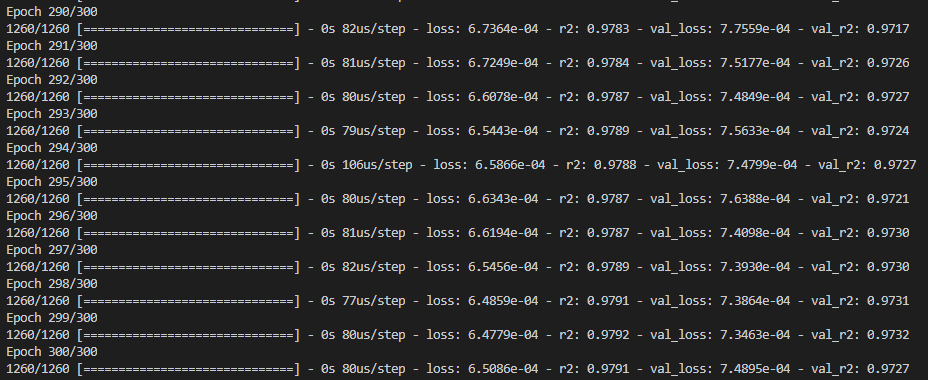 Epoch 290/300
1260/1260 [==============================] - 0s 82us/step - loss: 6.7364e-04 - r2: 0.9783 - val_loss: 7.7559e-04 - val_r2: 0.9717
Epoch 291/300
1260/1260 [==============================] - 0s 81us/step - loss: 6.7249e-04 - r2: 0.9784 - val_loss: 7.5177e-04 - val_r2: 0.9726
Epoch 292/300
1260/1260 [==============================] - 0s 80us/step - loss: 6.6078e-04 - r2: 0.9787 - val_loss: 7.4849e-04 - val_r2: 0.9727
Epoch 293/300
1260/1260 [==============================] - 0s 79us/step - loss: 6.5443e-04 - r2: 0.9789 - val_loss: 7.5633e-04 - val_r2: 0.9724
Epoch 294/300
1260/1260 [==============================] - 0s 106us/step - loss: 6.5866e-04 - r2: 0.9788 - val_loss: 7.4799e-04 - val_r2: 0.9727
Epoch 295/300
1260/1260 [==============================] - 0s 80us/step - loss: 6.6343e-04 - r2: 0.9787 - val_loss: 7.6388e-04 - val_r2: 0.9721
Epoch 296/300
1260/1260 [==============================] - 0s 81us/step - loss: 6.6194e-04 - r2: 0.9787 - val_loss: 7.4098e-04 - val_r2: 0.9730
Epoch 297/300
1260/1260 [==============================] - 0s 82us/step - loss: 6.5456e-04 - r2: 0.9789 - val_loss: 7.3930e-04 - val_r2: 0.9730
Epoch 298/300
1260/1260 [==============================] - 0s 77us/step - loss: 6.4859e-04 - r2: 0.9791 - val_loss: 7.3864e-04 - val_r2: 0.9731
Epoch 299/300
1260/1260 [==============================] - 0s 80us/step - loss: 6.4779e-04 - r2: 0.9792 - val_loss: 7.3463e-04 - val_r2: 0.9732
Epoch 300/300
1260/1260 [==============================] - 0s 80us/step - loss: 6.5086e-04 - r2: 0.9791 - val_loss: 7.4895e-04 - val_r2: 0.9727